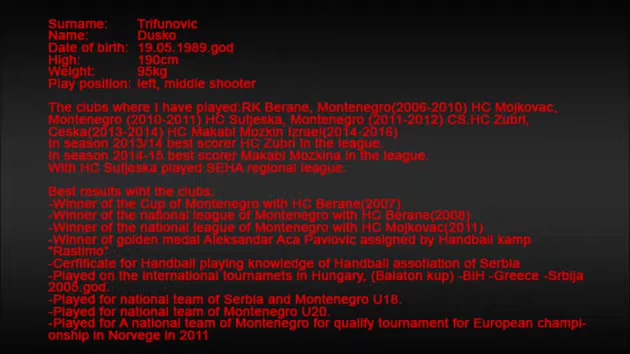 Surname: Trifunovic
Name: Dusko
Date of birth: 19.05.1989.god
High: 190cm
Weight: 95kg
Play position: left, middle shooter
The clubs where I have played:RK Berane, Montenegro(2006-2010) HC Mojkovac,
Montenegro (2010-2011) HC Sutjeska, Montenegro (2011-2012) CS.HC Zubri,
Ceska(2013-2014) HC Makabi Mozkin Izrael(2014-2016)
In season 2013/14 best scorer HC Zubri in the league.
In season 2014-15 best scorer Makabi Mozkina in the league.
With HC Sutjeska played SEHA regional league.
Best results wiht the clubs:
-Winner of the Cup of Montenegro with HC Berane(2007)
-Winner of the national league of Montenegro with HC Berane(2008)
-Winner of the national league of Montenegro with HC Mojkovac(2011)
-Winner of golden medal Aleksandar Aca Pavlovic assigned by Handball kamp
"Rastimo"
-Cerfificate for Handball playing knowledge of Handball assotiation of Serbia
-Played on the international tournamets in Hungary, (Balaton kup) -BIH -Greece -Srbija
2005.god.
-Played for national team of Serbia and Montenegro U18.
-Played for national team of Montenegro U20.
-Played for A national team of Montenegro for qualify tournament for European champi-
onship in Norvege in 2011